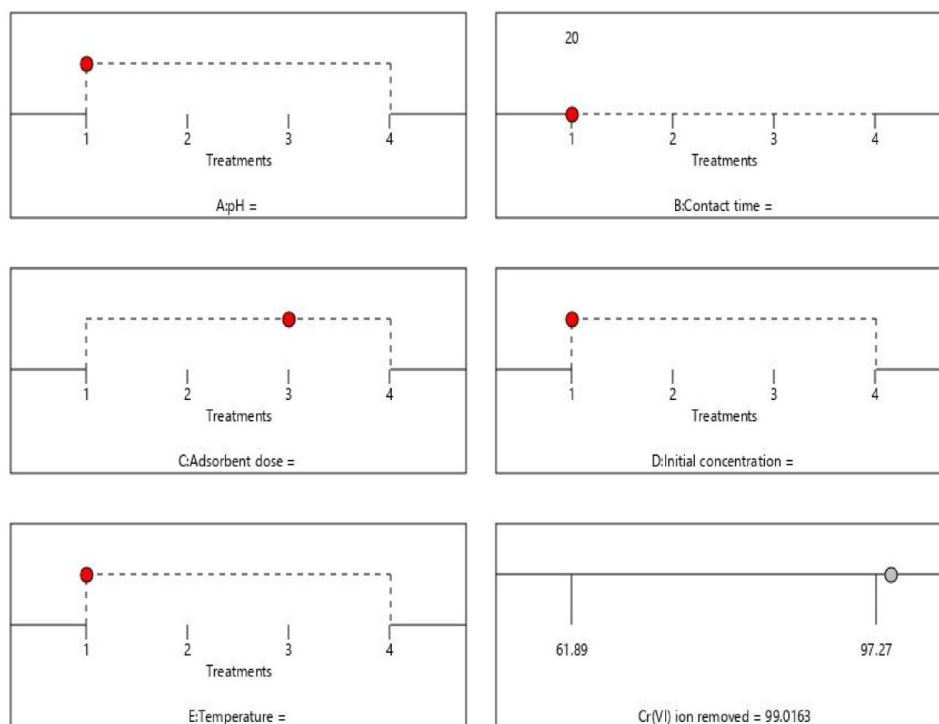 1 2 3 4
Treatments
A:pH =
20
1 2 3 4
Treatments
B:Contact time =
1 2 3 4
Treatments
C:Adsorbent dose =
1 2 3 4
Treatments
D:Initial concentration =
1 2 3 4
Treatments
E:Temperature =
61.89 97.27
Cr(VI) ion removed = 99.0163